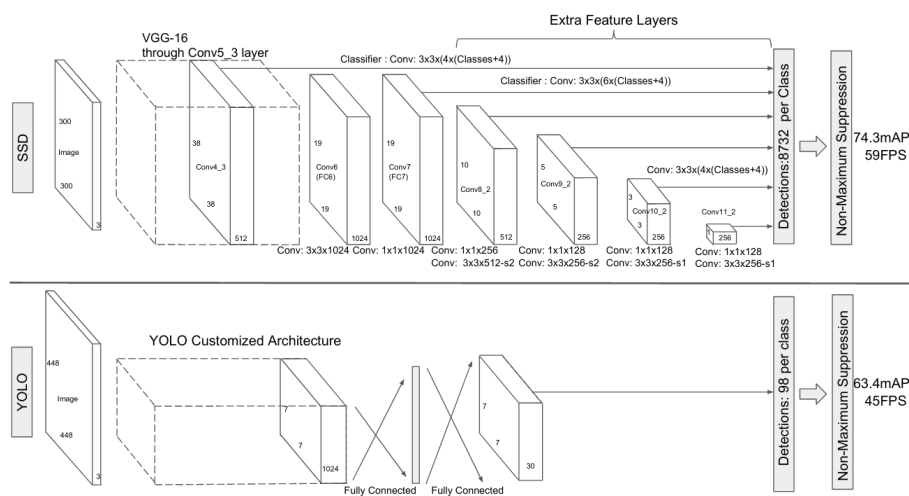 Extra Feature Layers
VGG-16
through Conv5_3 layer
Classifier : Conv: 3x3x(4x(Classes+4))
Classifier : Conv: 3x3x(6x(Classes+4))
SSD
300
Image
300
3
38
Conv4_3
38
512
19
Conv6
(FC6)
19
1024
19
Conv7
(FC7)
19
1024
10
Conv8_2
10
512
5
Conv9_2
5
256
Conv: 3x3x(4x(Classes+4))
3
Conv10_2
3
256
Conv11_2
1
256
Conv: 3x3x1024
Conv: 1x1x1024
Conv: 1x1x256
Conv: 3x3x512-s2
Conv: 1x1x128
Conv: 3x3x256-s2
Conv: 1x1x128
Conv: 3x3x256-s1
Conv: 1x1x128
Conv: 3x3x256-s1
Detections:8732 per Class
Non-Maximum Suppression
74.3mAP
59FPS
YOLO
448
Image
448
3
YOLO Customized Architecture
7
7
1024
Fully Connected
Fully Connected
7
7
30
Detections: 98 per class
Non-Maximum Suppression
63.4mAP
45FPS